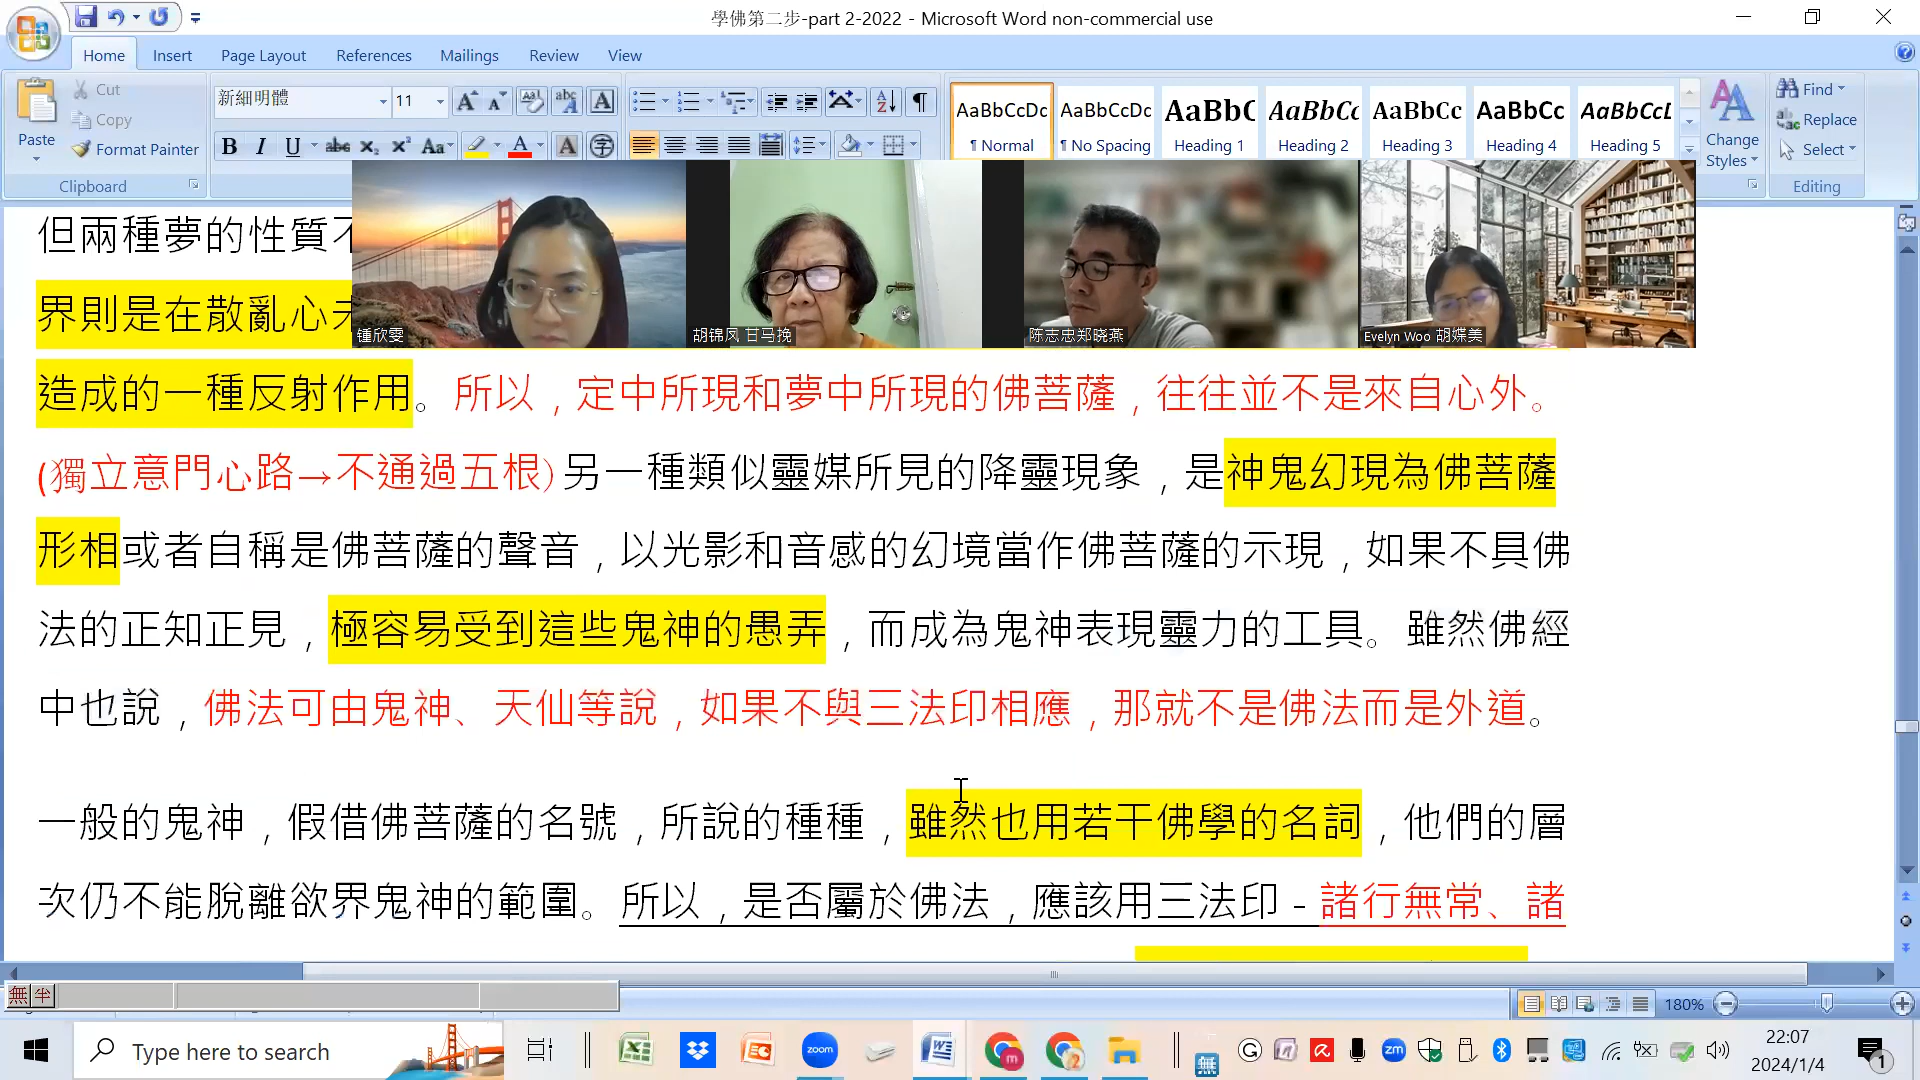 學佛第二步-part 2-2022 - Microsoft Word non-commercial use
Home Insert Page Layout References Mailings Review View
Cut
Copy
Format Painter
Paste
Clipboard
新細明體 11
AaBbCcDc AaBbCcDc AaBbC AaBbCc AaBbCc AaBbCc AaBbCcL
¶ Normal ¶ No Spacing Heading 1 Heading 2 Heading 3 Heading 4 Heading 5
Change Styles
Find
Replace
Select
Editing
鍾欣雯
胡锦凤 甘马挽
陈志忠郑晓燕
Evelyn Woo 胡媟美
但兩種夢的性質不
界則是在散亂心未
造成的一種反射作用。所以，定中所現和夢中所現的佛菩薩，往往並不是來自心外。
(獨立意門心路→不通過五根)另一種類似靈媒所見的降靈現象，是神鬼幻現為佛菩薩
形相或者自稱是佛菩薩的聲音，以光影和音感的幻境當作佛菩薩的示現，如果不具佛
法的正知正見，極容易受到這些鬼神的愚弄，而成為鬼神表現靈力的工具。雖然佛經
中也說，佛法可由鬼神、天仙等說，如果不與三法印相應，那就不是佛法而是外道。
一般的鬼神，假借佛菩薩的名號，所說的種種，雖然也用若干佛學的名詞，他們的層
次仍不能脫離欲界鬼神的範圍。所以，是否屬於佛法，應該用三法印－諸行無常、諸
無 半
180%
Type here to search
zoom
22:07
2024/1/4